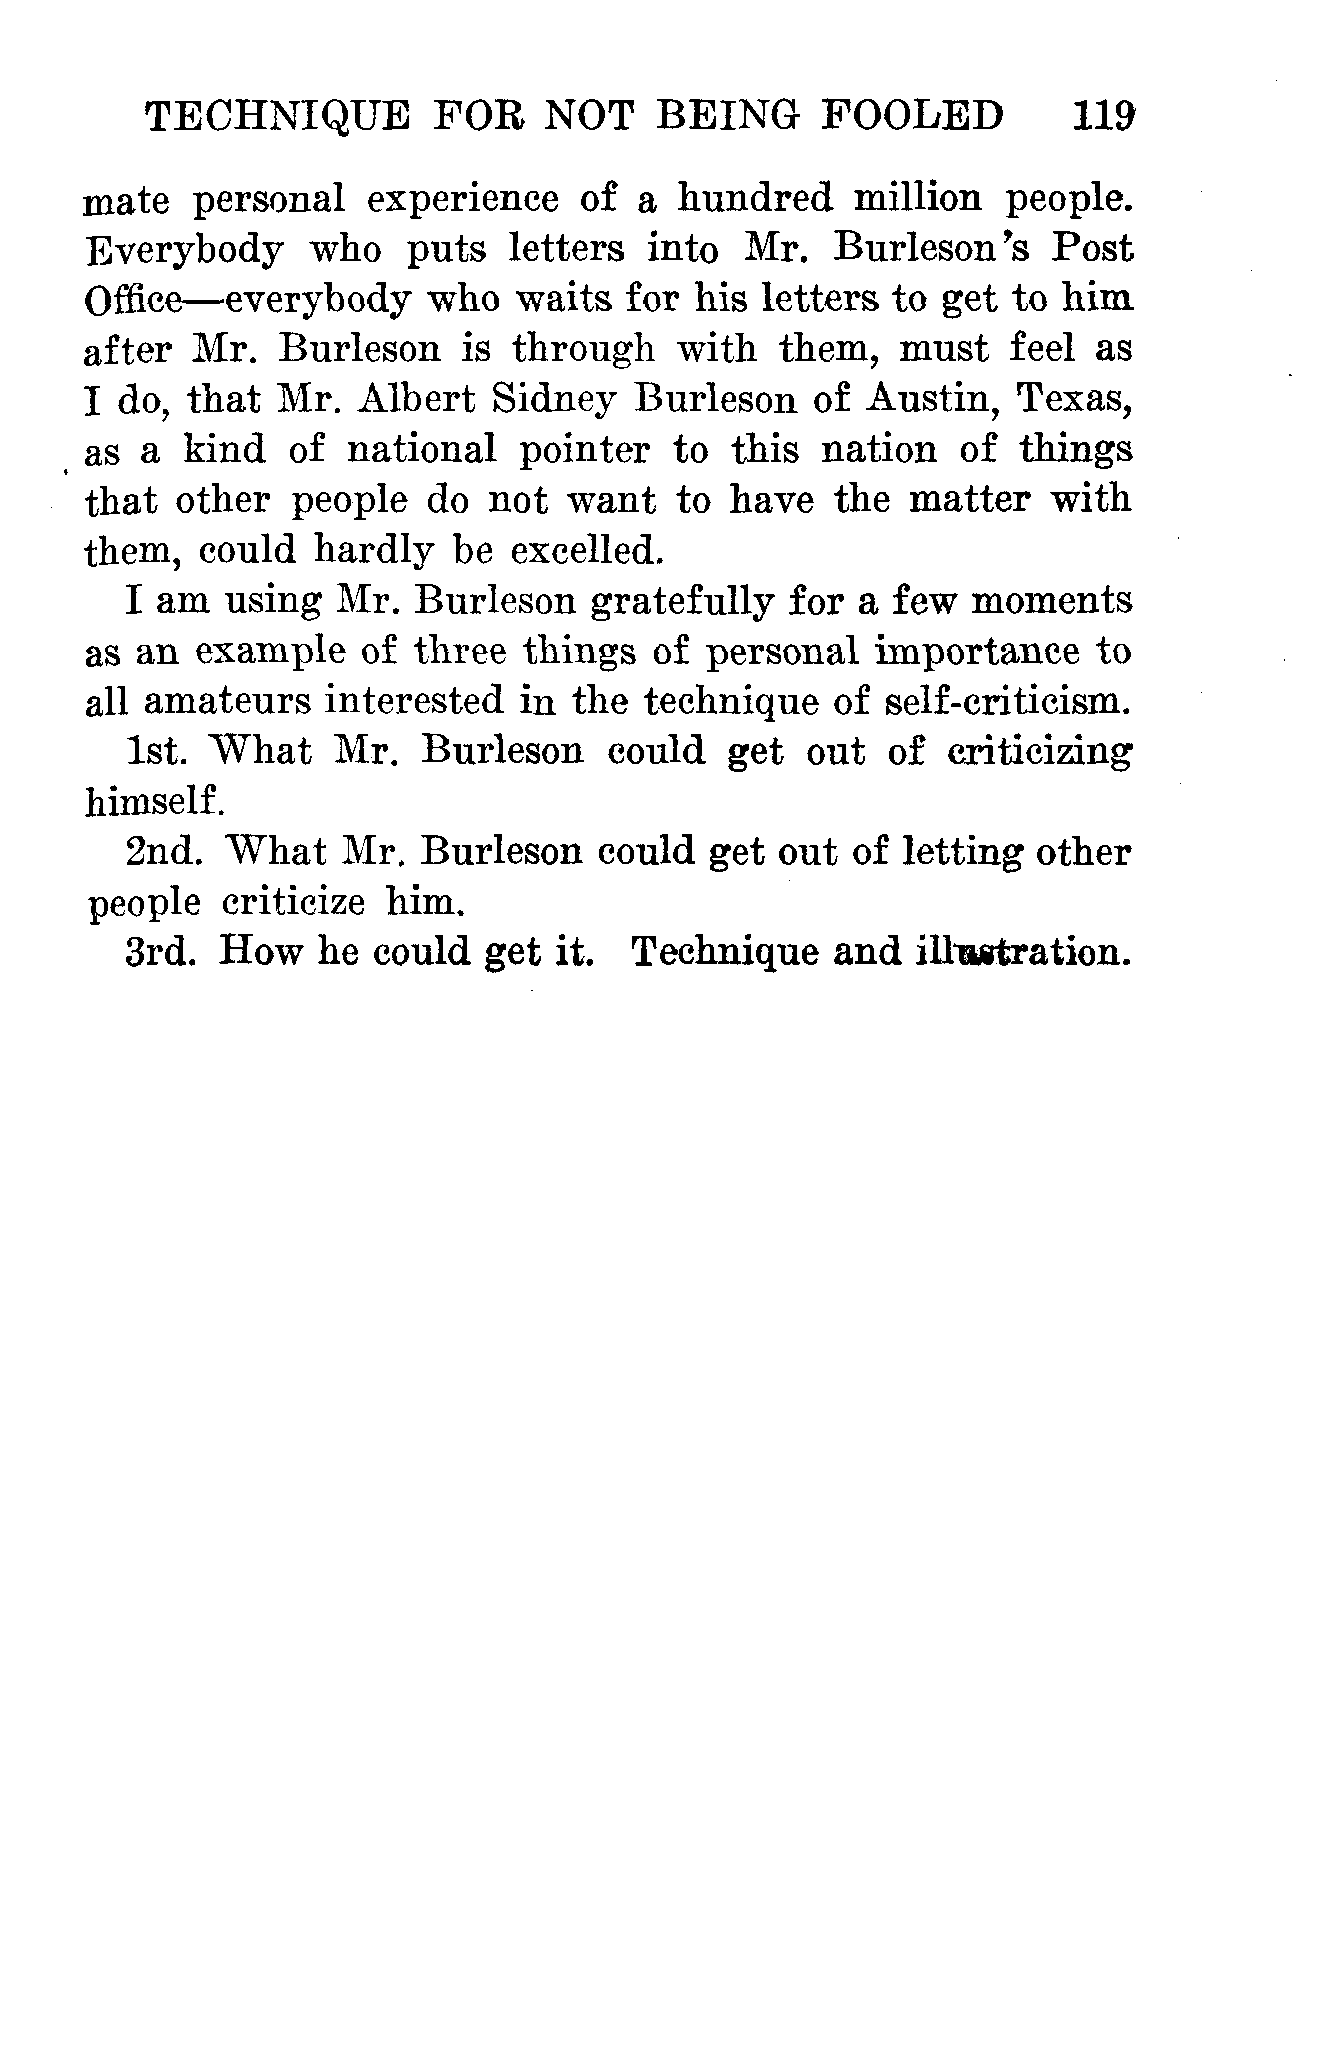 TECHNIQUE FOR NOT BEING FOOLED 119
mate personal experience of a hundred million people.
Everybody who puts letters into Mr. Burleson's Post
Office—everybody who waits for his letters to get to him
after Mr. Burleson is through with them, must feel as
I do, that Mr. Albert Sidney Burleson of Austin, Texas,
as a kind of national pointer to this nation of things
that other people do not want to have the matter with
them, could hardly be excelled.
I am using Mr. Burleson gratefully for a few moments
as an example of three things of personal importance to
all amateurs interested in the technique of self-criticism.
1st. What Mr. Burleson could get out of criticizing
himself.
2nd. What Mr. Burleson could get out of letting other
people criticize him.
3rd. How he could get it. Technique and illustration.